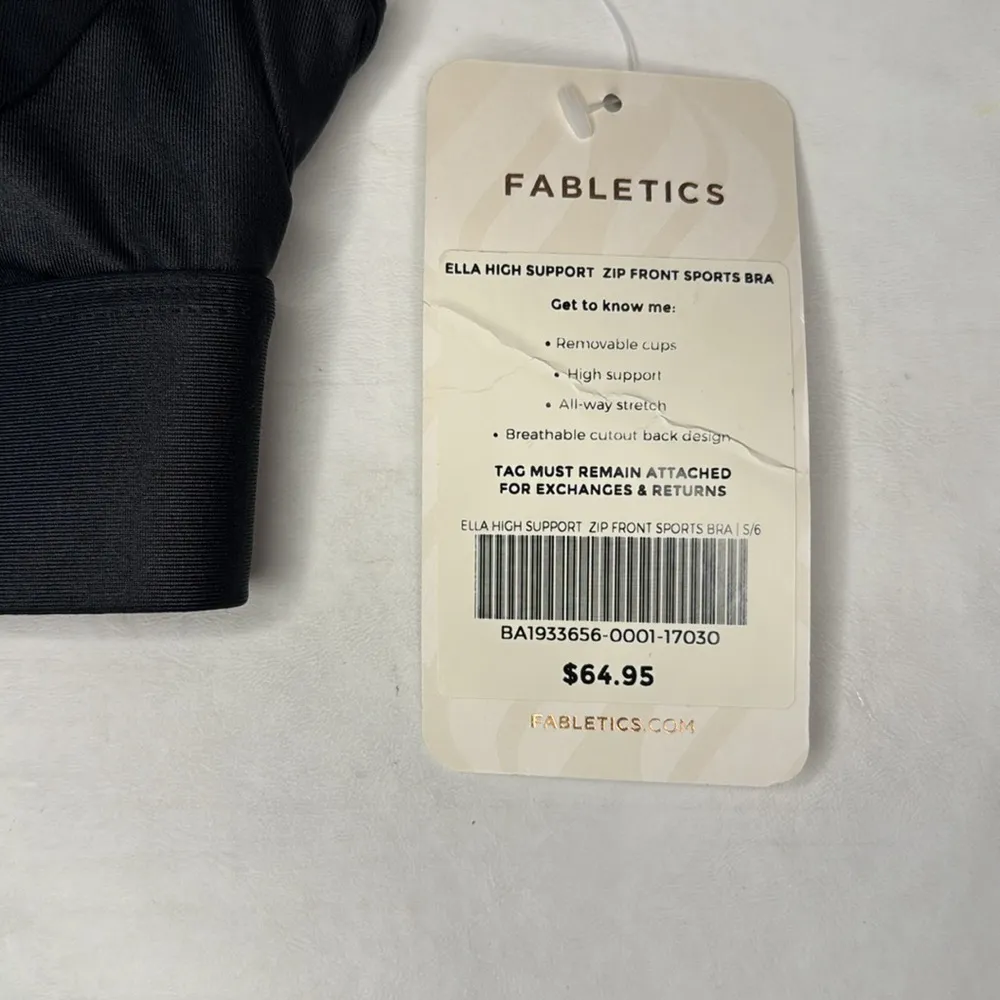 FABLETICS
ELLA HIGH SUPPORT ZIP FRONT SPORTS BRA
Get to know me:
• Removable cups
• High support
• All-way stretch
• Breathable cutout back design
TAG MUST REMAIN ATTACHED
FOR EXCHANGES & RETURNS
ELLA HIGH SUPPORT ZIP FRONT SPORTS BRA | S/6
BA1933656-0001-17030
$64.95
FABLETICS.COM